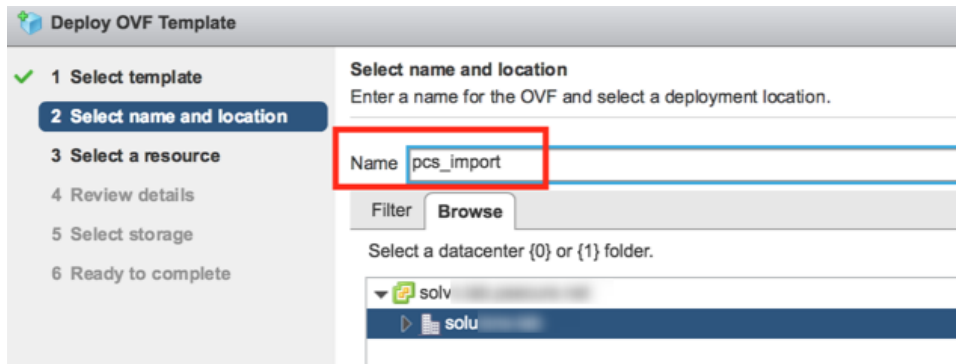 Deploy OVF Template
1 Select template
2 Select name and location
3 Select a resource
4 Review details
5 Select storage
6 Ready to complete
Select name and location
Enter a name for the OVF and select a deployment location.
Name pcs_import
Filter Browse
Select a datacenter {0} or {1} folder.
solv
solu